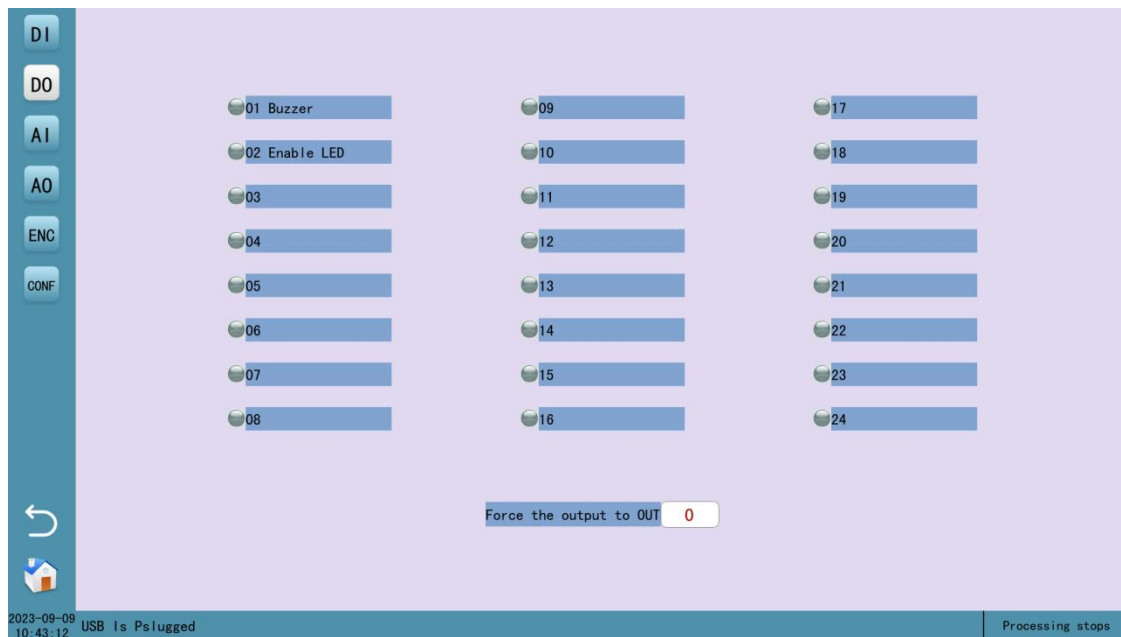 DI
DO
AI
AO
ENC
CONF
01 Buzzer
02 Enable LED
03
04
05
06
07
08
09
10
11
12
13
14
15
16
17
18
19
20
21
22
23
24
Force the output to OUT 0
2023-09-09
10:43:12
USB Is Pslugged
Processing stops